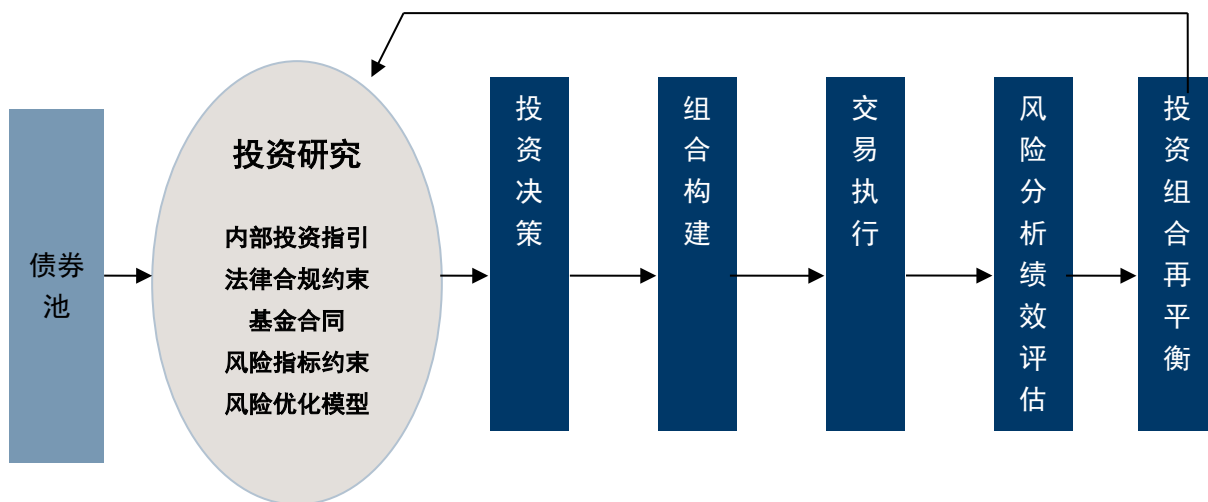 债券
池
投资研究
内部投资指引
法律合规约束
基金合同
风险指标约束
风险优化模型
投资决策
组合构建
交易执行
风险分析绩效评估
投资组合再平衡